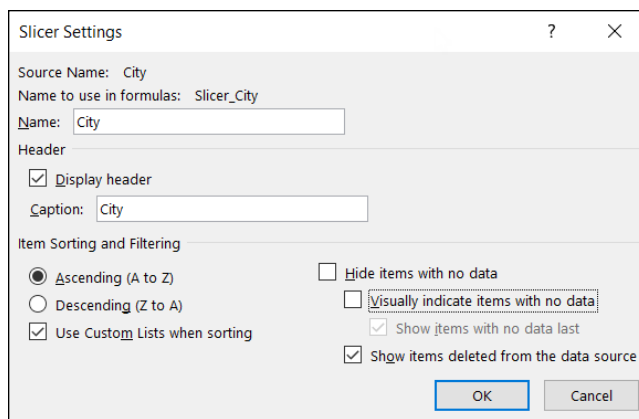 Slicer Settings ? ×
Source Name: City
Name to use in formulas: Slicer_City
Name: City
Header
Display header
Caption: City
Item Sorting and Filtering
Ascending (A to Z)
Descending (Z to A)
Use Custom Lists when sorting
Hide items with no data
Visually indicate items with no data
Show items with no data last
Show items deleted from the data source
OK Cancel